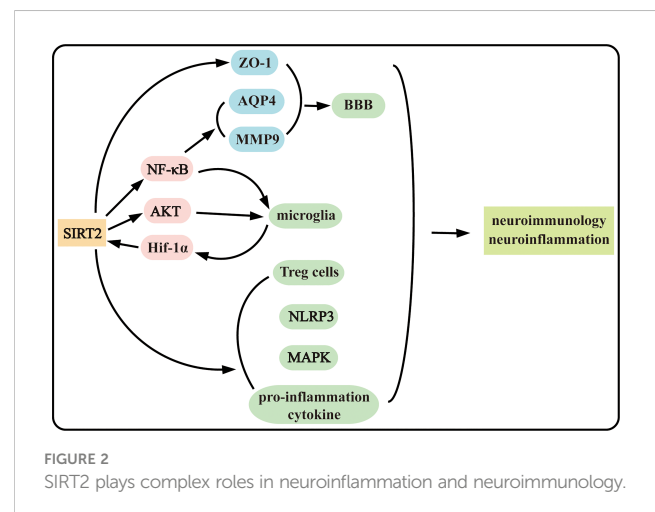 ZO-1
AQP4
BBB
MMP9
NF-κB
AKT
microglia
SIRT2
neuroimmunology
neuroinflammation
Hif-1α
Treg cells
NLRP3
MAPK
pro-inflammation
cytokine
FIGURE 2
SIRT2 plays complex roles in neuroinflammation and neuroimmunology.